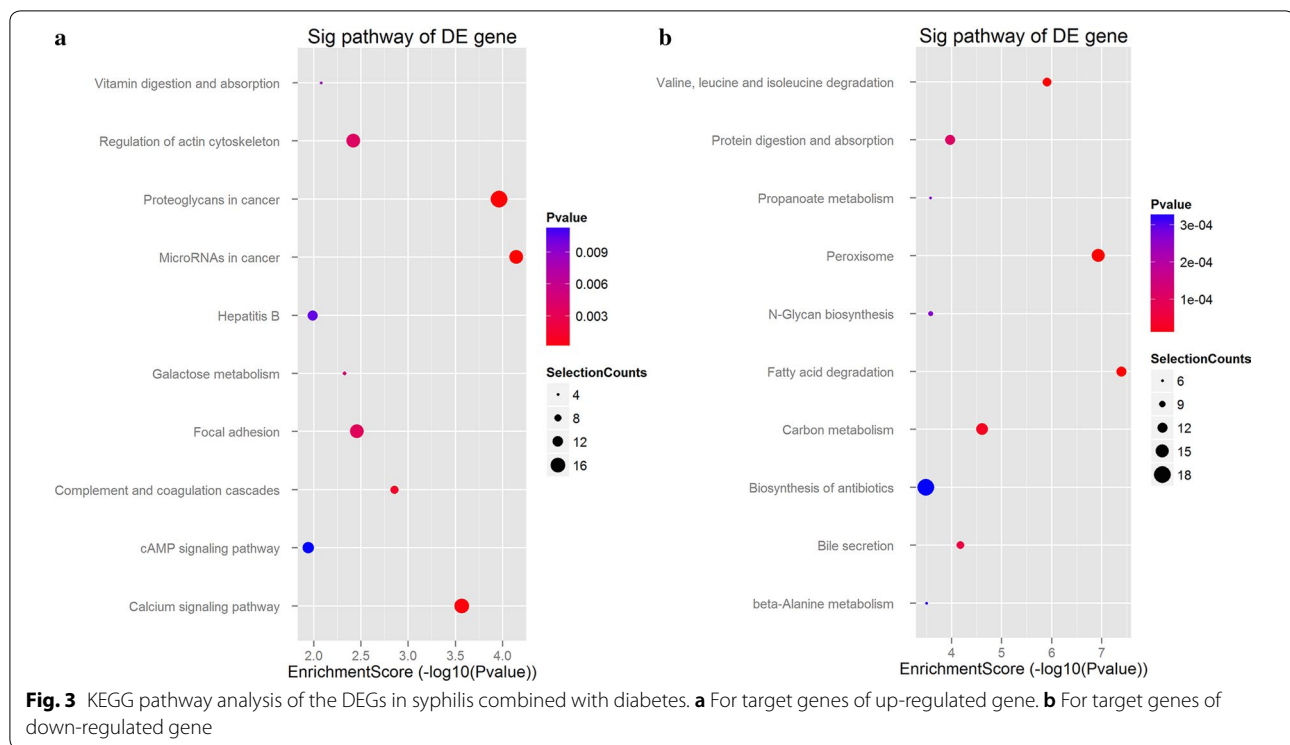 a
Sig pathway of DE gene
Vitamin digestion and absorption
Regulation of actin cytoskeleton
Proteoglycans in cancer
MicroRNAs in cancer
Hepatitis B
Galactose metabolism
Focal adhesion
Complement and coagulation cascades
cAMP signaling pathway
Calcium signaling pathway
2.0 2.5 3.0 3.5 4.0
EnrichmentScore (-log10(Pvalue))
Pvalue
0.009
0.003
SelectionCounts
4
8
12
16
b
Sig pathway of DE gene
Valine, leucine and isoleucine degradation
Protein digestion and absorption
Propanoate metabolism
Peroxisome
N-Glycan biosynthesis
Fatty acid degradation
Carbon metabolism
Biosynthesis of antibiotics
Bile secretion
beta-Alanine metabolism
4 5 6 7
EnrichmentScore (-log10(Pvalue))
Pvalue
3e-04
2e-04
1e-04
SelectionCounts
6
9
12
15
18
Fig. 3 KEGG pathway analysis of the DEGs in syphilis combined with diabetes. a For target genes of up-regulated gene. b For target genes of
down-regulated gene